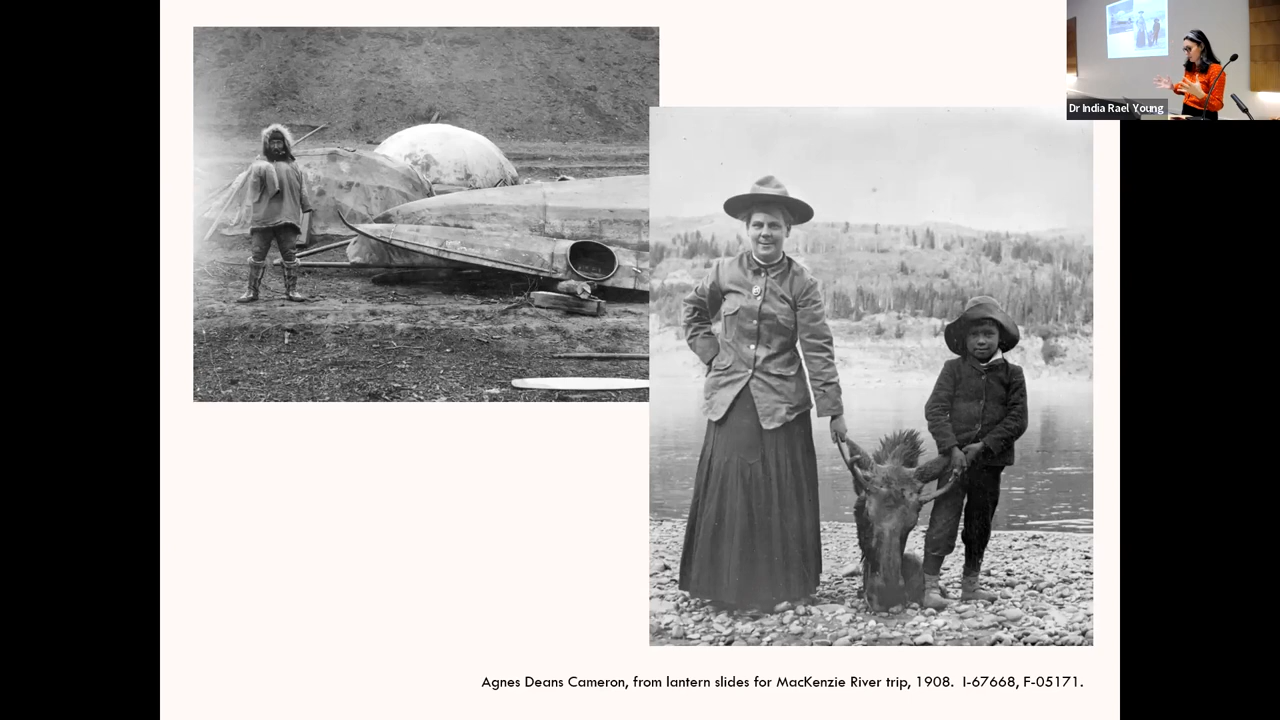 Dr India Rael Young
Agnes Deans Cameron, from lantern slides for MacKenzie River trip, 1908.  I-67668, F-05171.